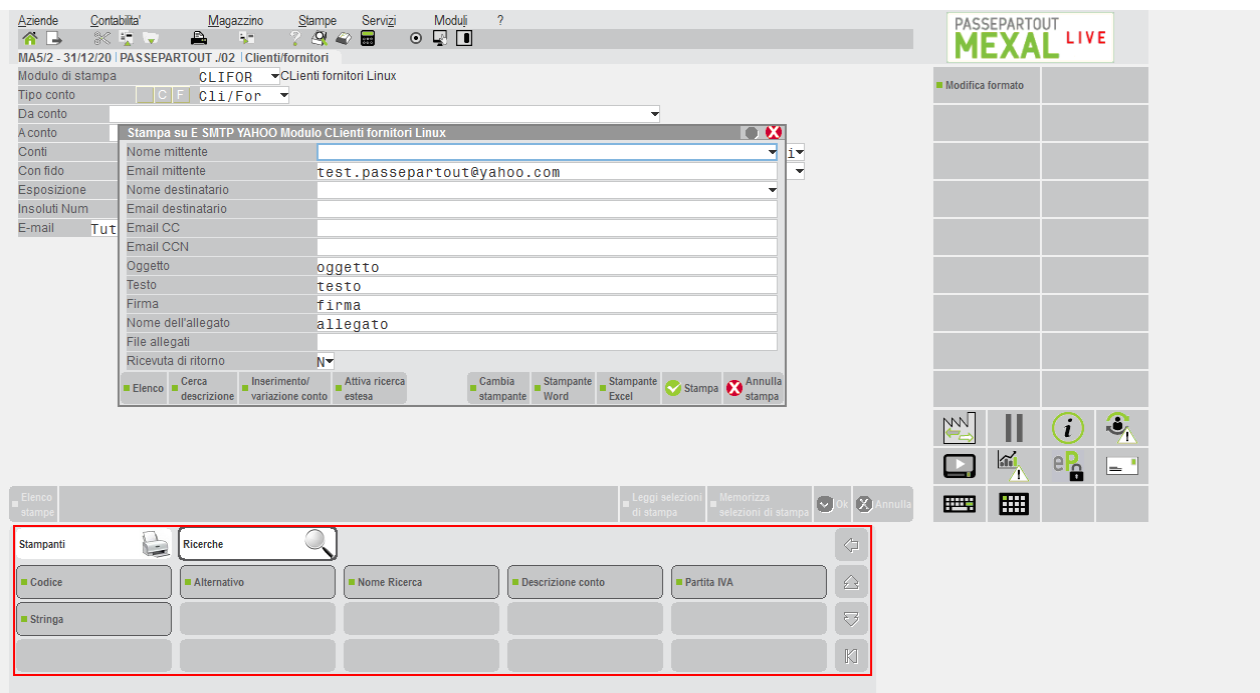 Aziende Contabilita' Magazzino Stampe Servizi Moduli ?
PASSEPARTOUT
MEXAL LIVE
MA5/2 - 31/12/20 | PASSEPARTOUT ./02 | Clienti/fornitori
Modulo di stampa CLIFOR CLienti fornitori Linux
Tipo conto C F Cli/For
Da conto
A conto
Conti i
Con fido
Esposizione
Insoluti Num
E-mail Tut
Stampa su E SMTP YAHOO Modulo CLienti fornitori Linux
Nome mittente
Email mittente test.passepartout@yahoo.com
Nome destinatario
Email destinatario
Email CC
Email CCN
Oggetto oggetto
Testo testo
Firma firma
Nome dell'allegato allegato
File allegati
Ricevuta di ritorno N
Elenco
Cerca descrizione
Inserimento/ variazione conto
Attiva ricerca estesa
Cambia stampante
Stampante Word
Stampante Excel
Stampa
Annulla stampa
Modifica formato
Elenco stampe
Leggi selezioni di stampa
Memorizza selezioni di stampa
Ok
Annulla
Stampanti Ricerche
Codice Alternativo Nome Ricerca Descrizione conto Partita IVA
Stringa